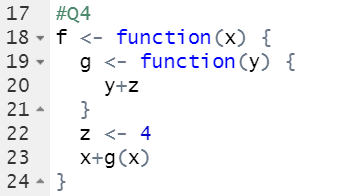 17 #Q4
18 f <- function(x) {
19   g <- function(y) {
20     y+z
21   }
22   z <- 4
23   x+g(x)
24 }